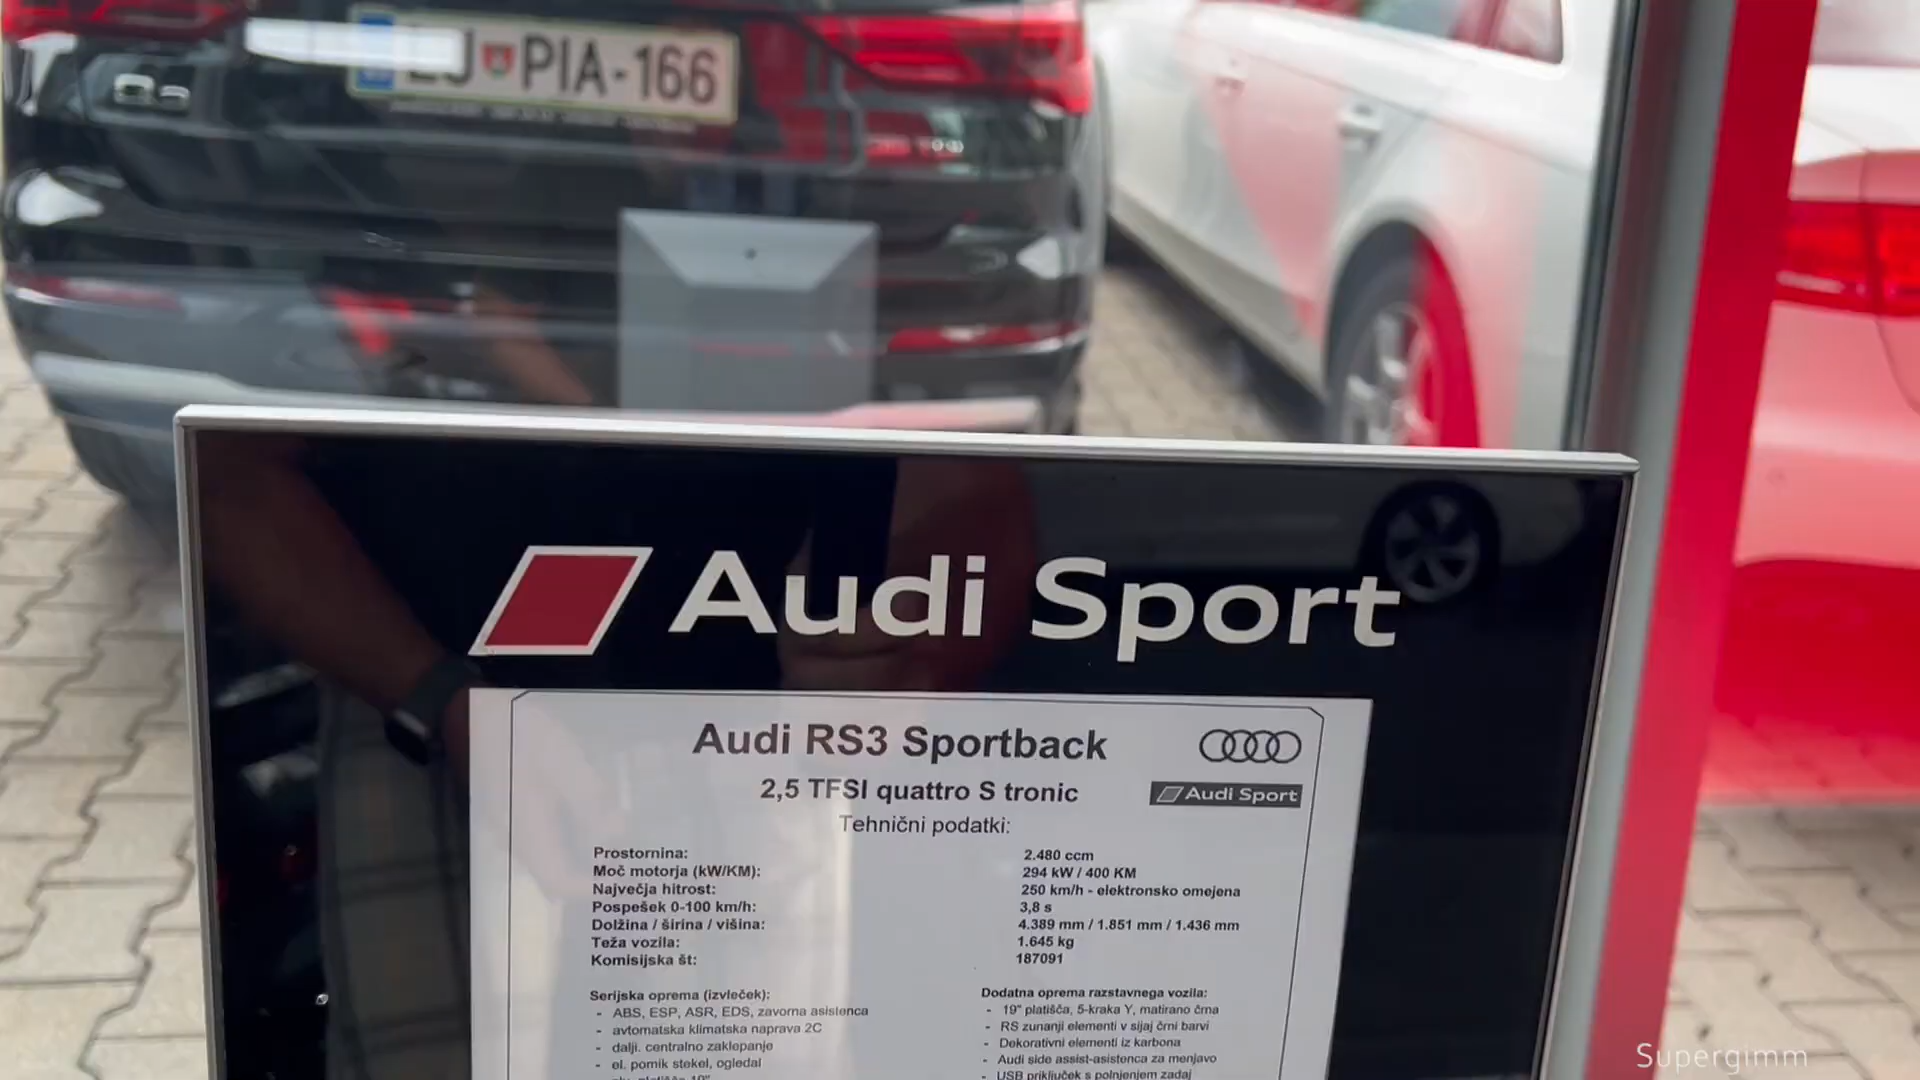 LJ PIA-166
Q3
Audi Sport
Audi RS3 Sportback
2,5 TFSI quattro S tronic
Audi Sport
Tehnični podatki:
Prostornina: 2.480 ccm
Moč motorja (kW/KM): 294 kW / 400 KM
Največja hitrost: 250 km/h - elektronsko omejena
Pospešek 0-100 km/h: 3,8 s
Dolžina / širina / višina: 4.389 mm / 1.851 mm / 1.436 mm
Teža vozila: 1.645 kg
Komisijska št: 187091
Serijska oprema (izvleček):
- ABS, ESP, ASR, EDS, zavorna asistenca
- avtomatska klimatska naprava 2C
- dalj. centralno zaklepanje
- el. pomik stekel, ogledal
Dodatna oprema razstavnega vozila:
- 19" platišča, 5-kraka Y, matirano črna
- RS zunanji elementi v sijaj črni barvi
- Dekorativni elementi iz karbona
- Audi side assist-asistenca za menjavo
- USB priključek s polnjenjem zadaj
Supergimm